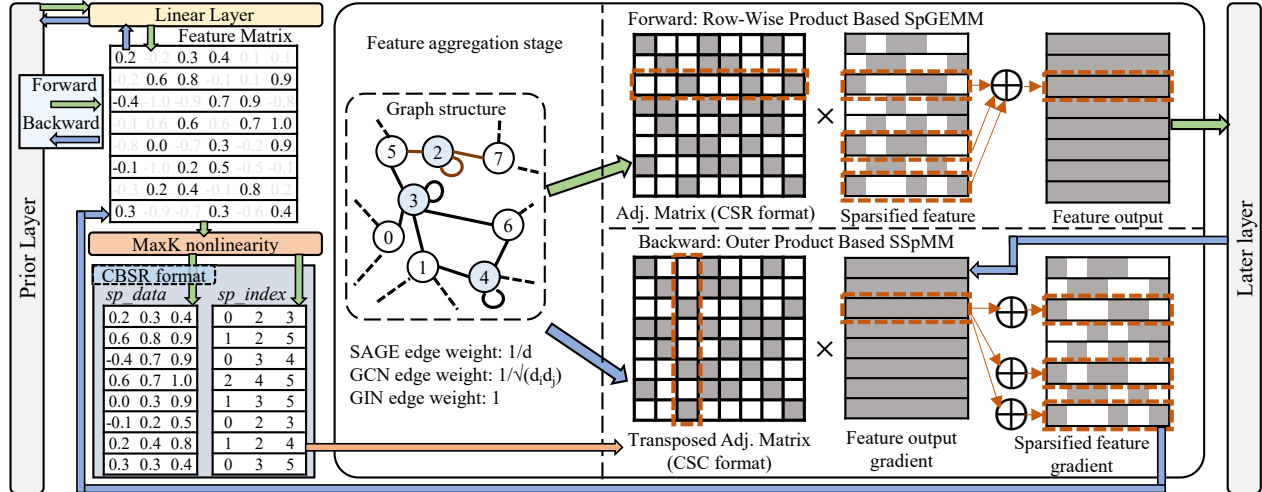 Linear Layer
Feature Matrix
0.2 -0.2 0.3 0.4 0.1 0.1
-0.2 0.6 0.8 -0.1 0.1 0.9
-0.4 -1.0 -0.9 0.7 0.9 -0.8
-0.1 0.6 0.6 -0.6 0.7 1.0
-0.8 0.0 -0.7 0.3 -0.2 0.9
-0.1 -1.0 0.2 0.5 -0.5 -0.1
-0.3 0.2 0.4 -0.1 0.8 0.2
0.3 -0.9 -0.7 0.3 -0.6 0.4
Forward
Backward
Prior Layer
MaxK nonlinearity
CBSR format
sp_data
sp_index
0.2 0.3 0.4 0 2 3
0.6 0.8 0.9 1 2 5
-0.4 0.7 0.9 0 3 4
0.6 0.7 1.0 2 4 5
0.0 0.3 0.9 1 3 5
-0.1 0.2 0.5 0 2 3
0.2 0.4 0.8 1 2 4
0.3 0.3 0.4 0 3 5
Feature aggregation stage
Graph structure
5
2
7
3
0
6
1
4
SAGE edge weight: 1/d
GCN edge weight: 1/√(d_i d_j)
GIN edge weight: 1
Forward: Row-Wise Product Based SpGEMM
×
Adj. Matrix (CSR format)
Sparsified feature
Feature output
Backward: Outer Product Based SSpMM
×
Transposed Adj. Matrix
(CSC format)
Feature output
gradient
Sparsified feature
gradient
Later layer